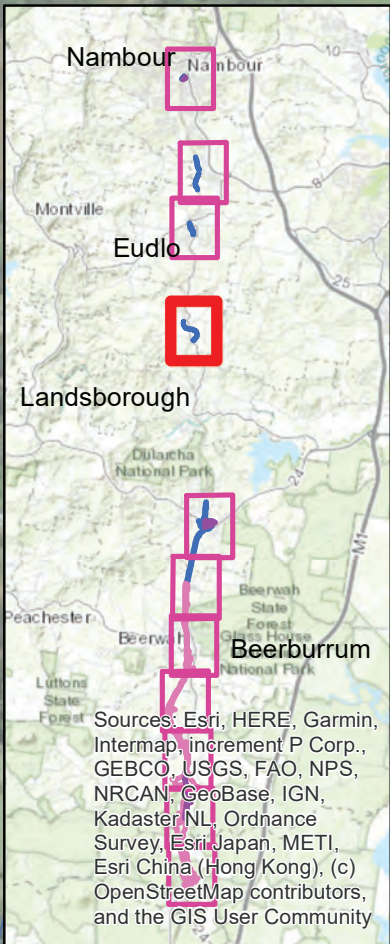 Nambour
Nambour
10
8
Montville
Eudlo
25
Landsborough
Dularcha
National Park
24
M1
Beerwah
State
Forest
Peachester
Beerwah
Glass House
National Park
Beerburrum
Luttons
State
Forest
Sources: Esri, HERE, Garmin,
Intermap, increment P Corp.,
GEBCO, USGS, FAO, NPS,
NRCAN, GeoBase, IGN,
Kadaster NL, Ordnance
Survey, Esri Japan, METI,
Esri China (Hong Kong), (c)
OpenStreetMap contributors,
and the GIS User Community